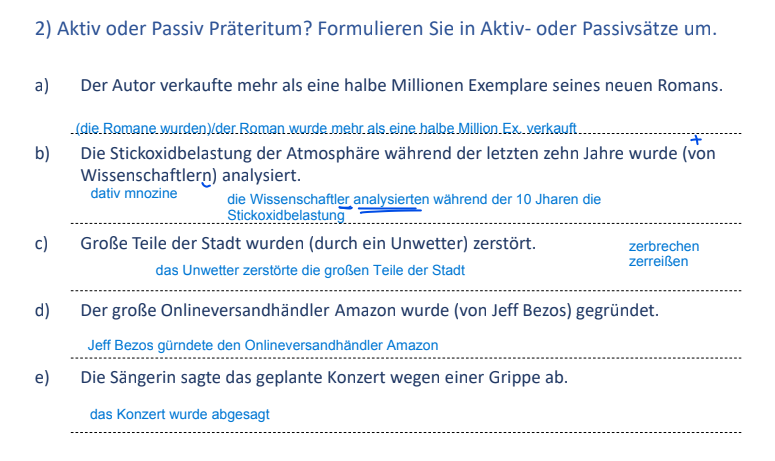 2) Aktiv oder Passiv Präteritum? Formulieren Sie in Aktiv- oder Passivsätze um.
a) Der Autor verkaufte mehr als eine halbe Millionen Exemplare seines neuen Romans.
(die Romane wurden)/der Roman wurde mehr als eine halbe Million Ex. verkauft
+
b) Die Stickoxidbelastung der Atmosphäre während der letzten zehn Jahre wurde (von
Wissenschaftlern) analysiert.
dativ mnozine
die Wissenschaftler analysierten während der 10 Jharen die
Stickoxidbelastung
c) Große Teile der Stadt wurden (durch ein Unwetter) zerstört.
zerbrechen
zerreißen
das Unwetter zerstörte die großen Teile der Stadt
d) Der große Onlineversandhändler Amazon wurde (von Jeff Bezos) gegründet.
Jeff Bezos gürndete den Onlineversandhändler Amazon
e) Die Sängerin sagte das geplante Konzert wegen einer Grippe ab.
das Konzert wurde abgesagt